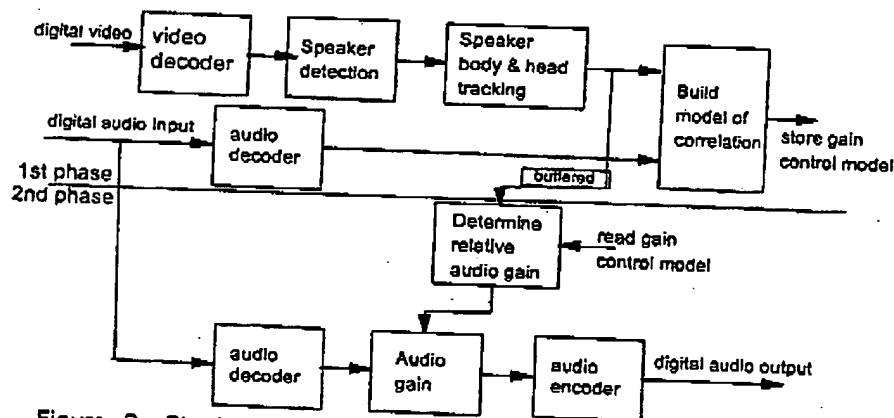 digital video
video
decoder
Speaker
detection
Speaker
body & head
tracking
Build
model of
correlation
store gain
control model
digital audio input
audio
decoder
1st phase
2nd phase
buffered
Determine
relative
audio gain
read gain
control model
audio
decoder
Audio
gain
audio
encoder
digital audio output
Figure